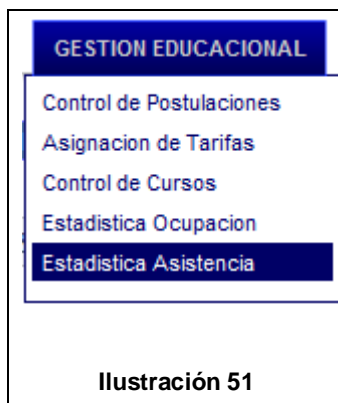 GESTION EDUCACIONAL
Control de Postulaciones
Asignacion de Tarifas
Control de Cursos
Estadistica Ocupacion
Estadistica Asistencia
Ilustración 51